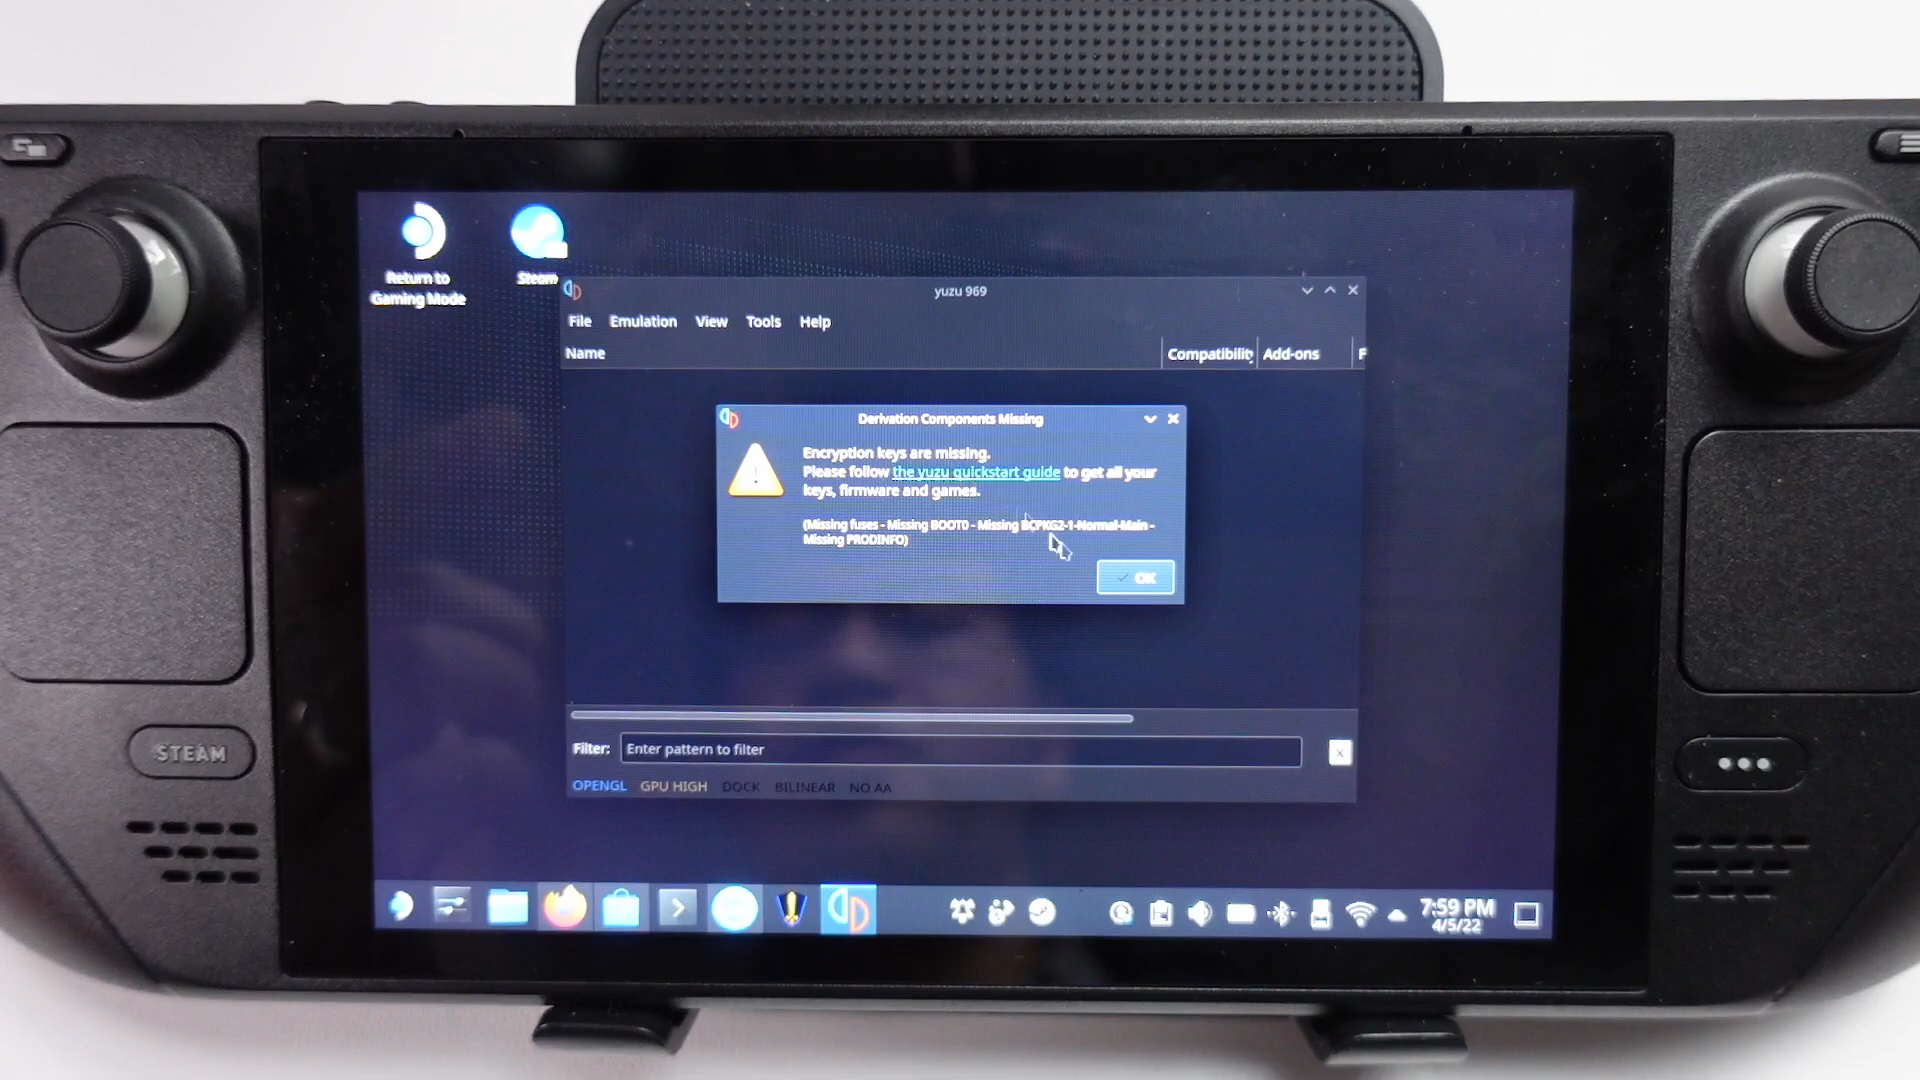 Return to
Gaming Mode
Steam
yuzu 969
File Emulation View Tools Help
Name Compatibility Add-ons F
Derivation Components Missing
Encryption keys are missing.
Please follow the yuzu quickstart guide to get all your
keys, firmware and games.
(Missing fuses - Missing BOOT0 - Missing BCPKG2-1-Normal-Main -
Missing PRODINFO)
OK
STEAM
Filter: Enter pattern to filter x
OPENGL GPU HIGH DOCK BILINEAR NO AA
7:59 PM
4/5/22